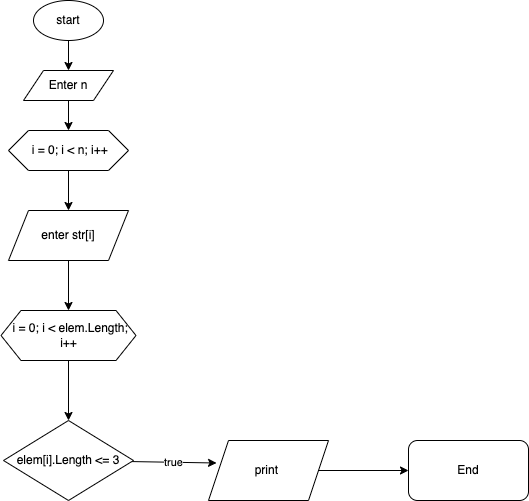 start
Enter n
i = 0; i < n; i++
enter str[i]
i = 0; i < elem.Length;
i++
elem[i].Length <= 3
true
print
End